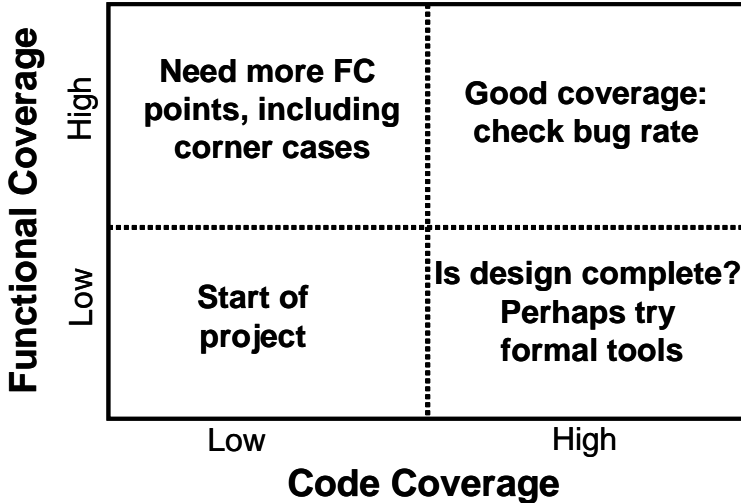 Functional Coverage
High
Low
Need more FC
points, including
corner cases
Good coverage:
check bug rate
Start of
project
Is design complete?
Perhaps try
formal tools
Low
High
Code Coverage